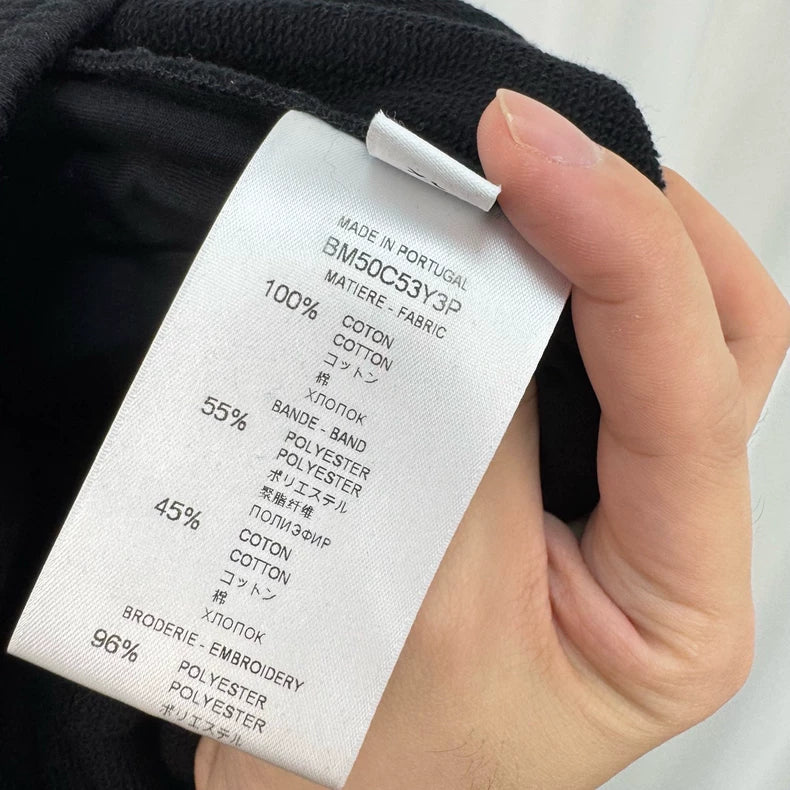 MADE IN PORTUGAL
BM50C53Y3P
MATIERE - FABRIC
100% COTON
COTTON
コットン
棉
ХЛОПОК
BANDE - BAND
55% POLYESTER
POLYESTER
ポリエステル
聚脂纤维
ПОЛИЭФИР
45% COTON
COTTON
コットン
棉
ХЛОПОК
BRODERIE - EMBROIDERY
96% POLYESTER
POLYESTER
ポリエステル